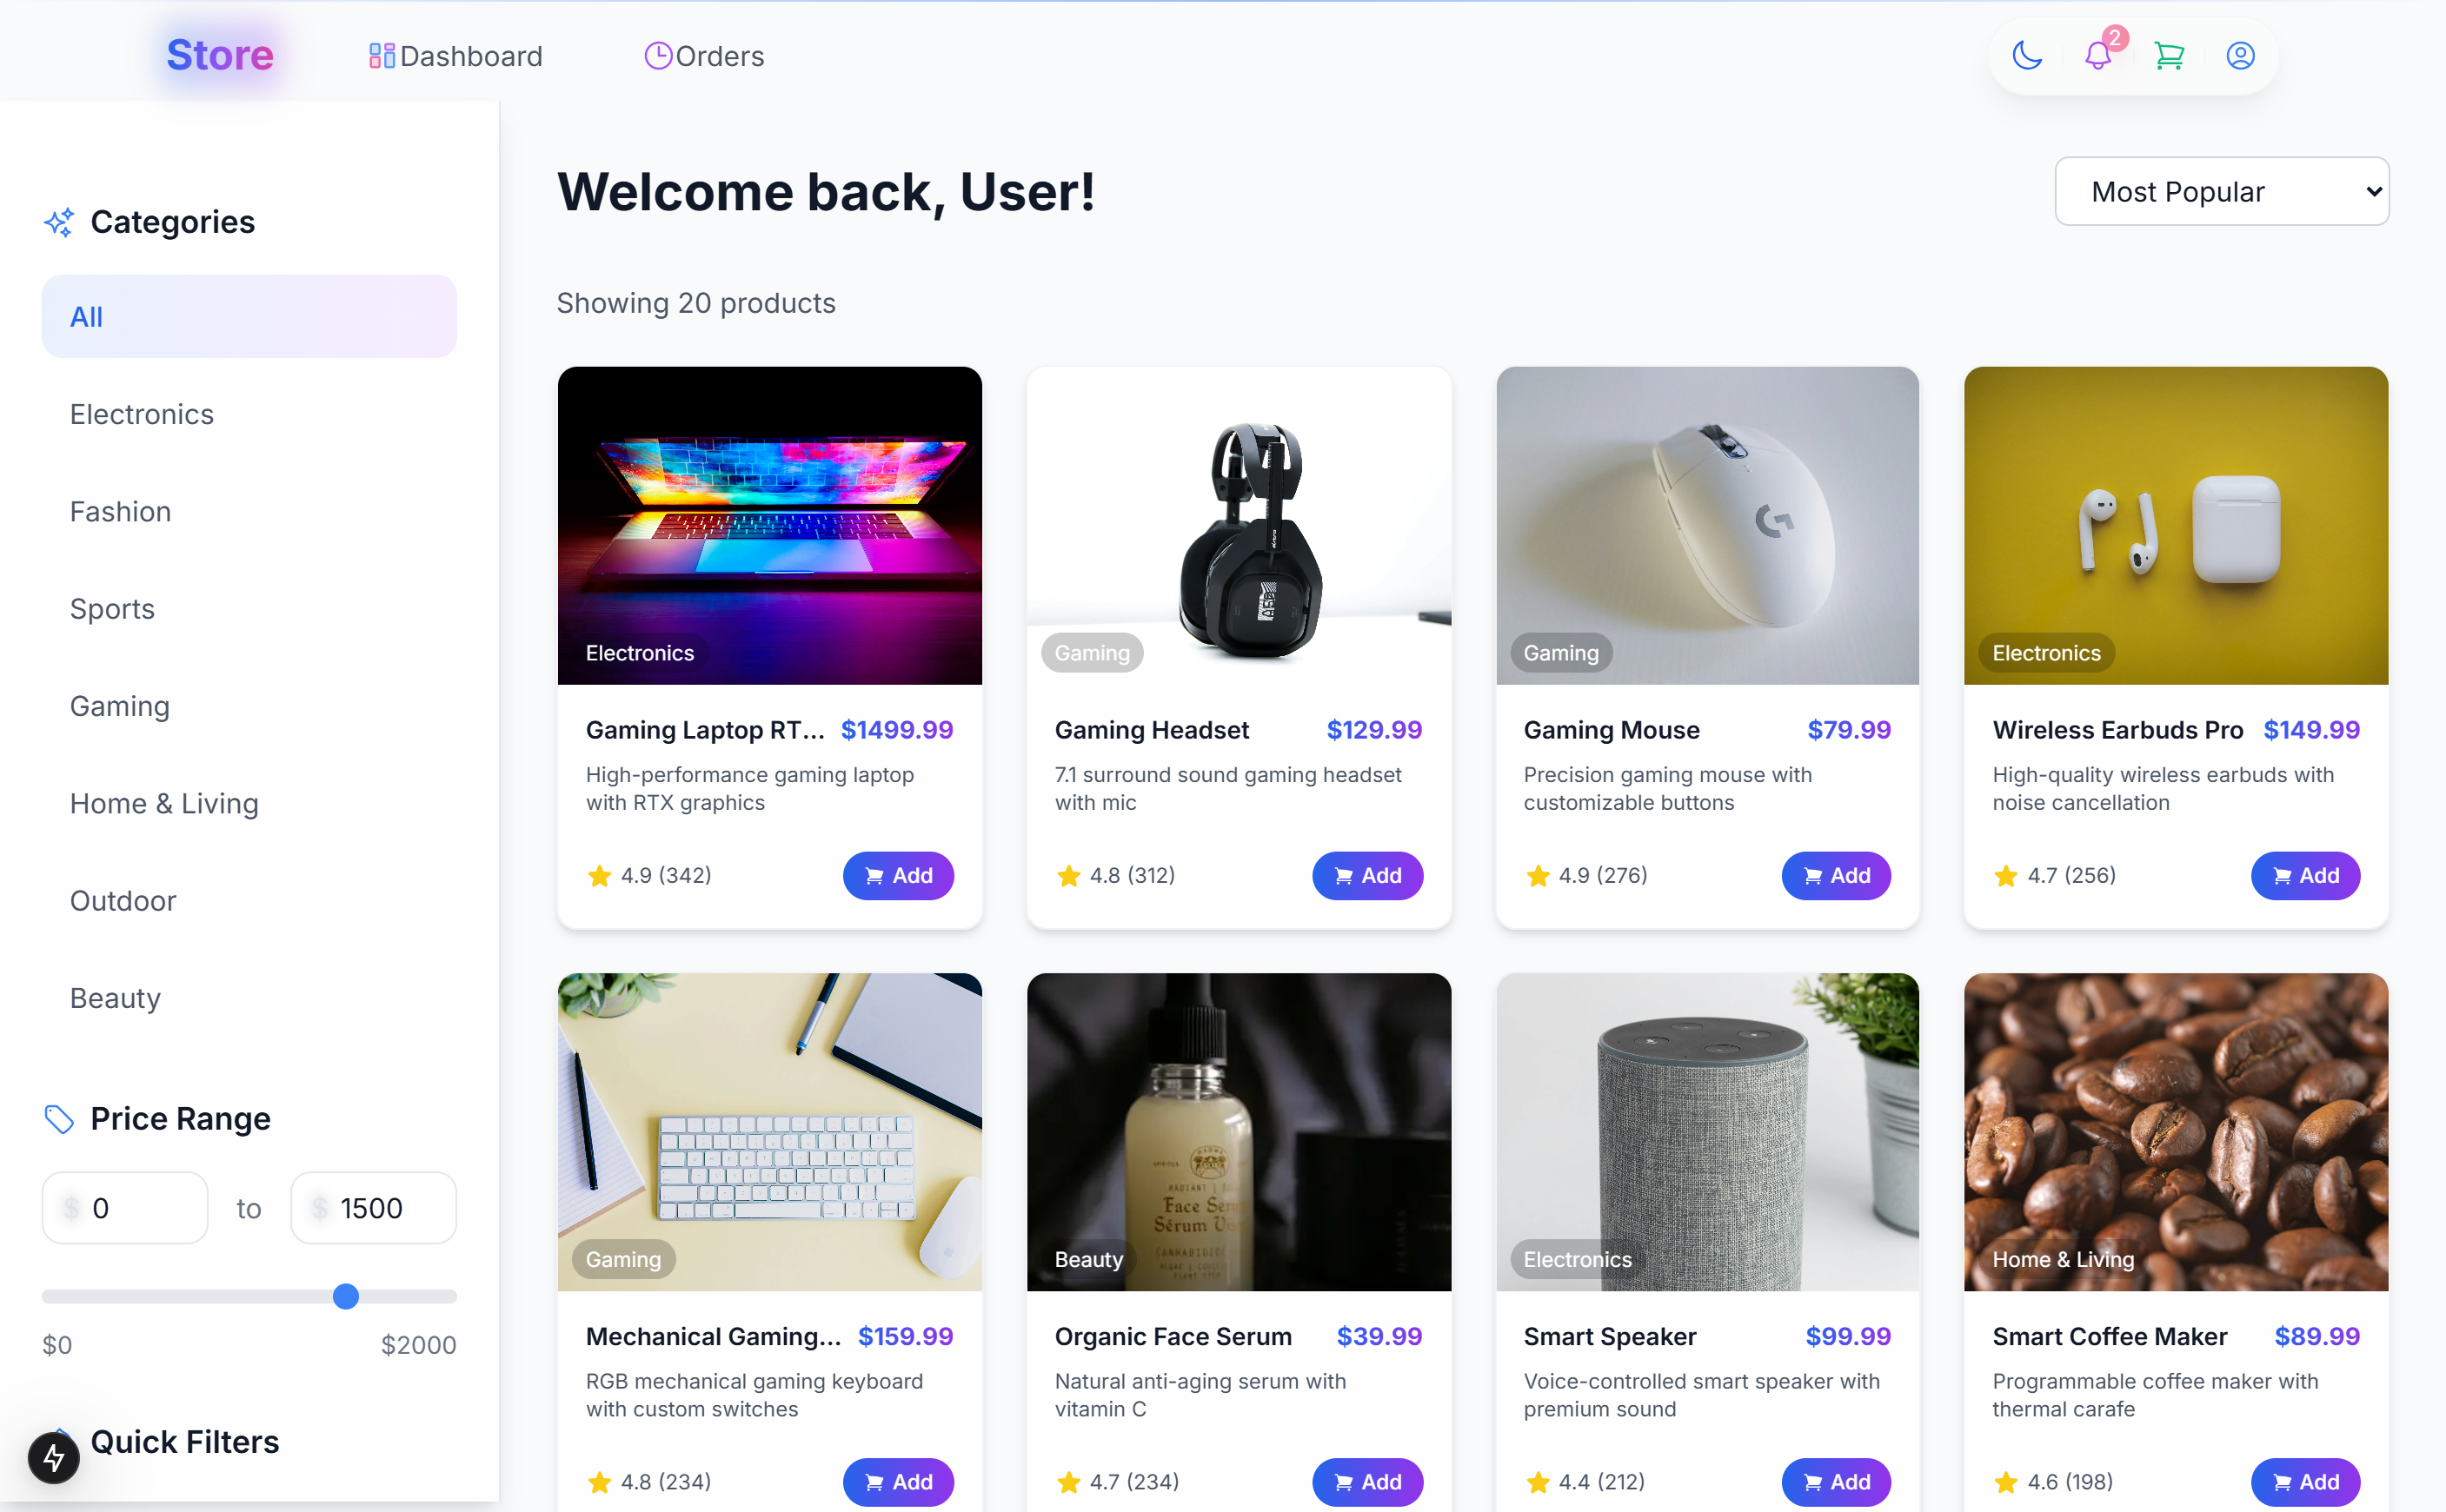 Store
Dashboard
Orders
2
Categories
All
Electronics
Fashion
Sports
Gaming
Home & Living
Outdoor
Beauty
Price Range
$ 0
to
$ 1500
$0
$2000
Quick Filters
Welcome back, User!
Most Popular
Showing 20 products
Electronics
Gaming Laptop RT... $1499.99
High-performance gaming laptop
with RTX graphics
4.9 (342)
Add
Gaming
Gaming Headset $129.99
7.1 surround sound gaming headset
with mic
4.8 (312)
Add
G
Gaming
Gaming Mouse $79.99
Precision gaming mouse with
customizable buttons
4.9 (276)
Add
Electronics
Wireless Earbuds Pro $149.99
High-quality wireless earbuds with
noise cancellation
4.7 (256)
Add
Gaming
Mechanical Gaming... $159.99
RGB mechanical gaming keyboard
with custom switches
4.8 (234)
Add
RADIANT
Face
Sérum
Beauty
Organic Face Serum $39.99
Natural anti-aging serum with
vitamin C
4.7 (234)
Add
Electronics
Smart Speaker $99.99
Voice-controlled smart speaker with
premium sound
4.4 (212)
Add
Home & Living
Smart Coffee Maker $89.99
Programmable coffee maker with
thermal carafe
4.6 (198)
Add